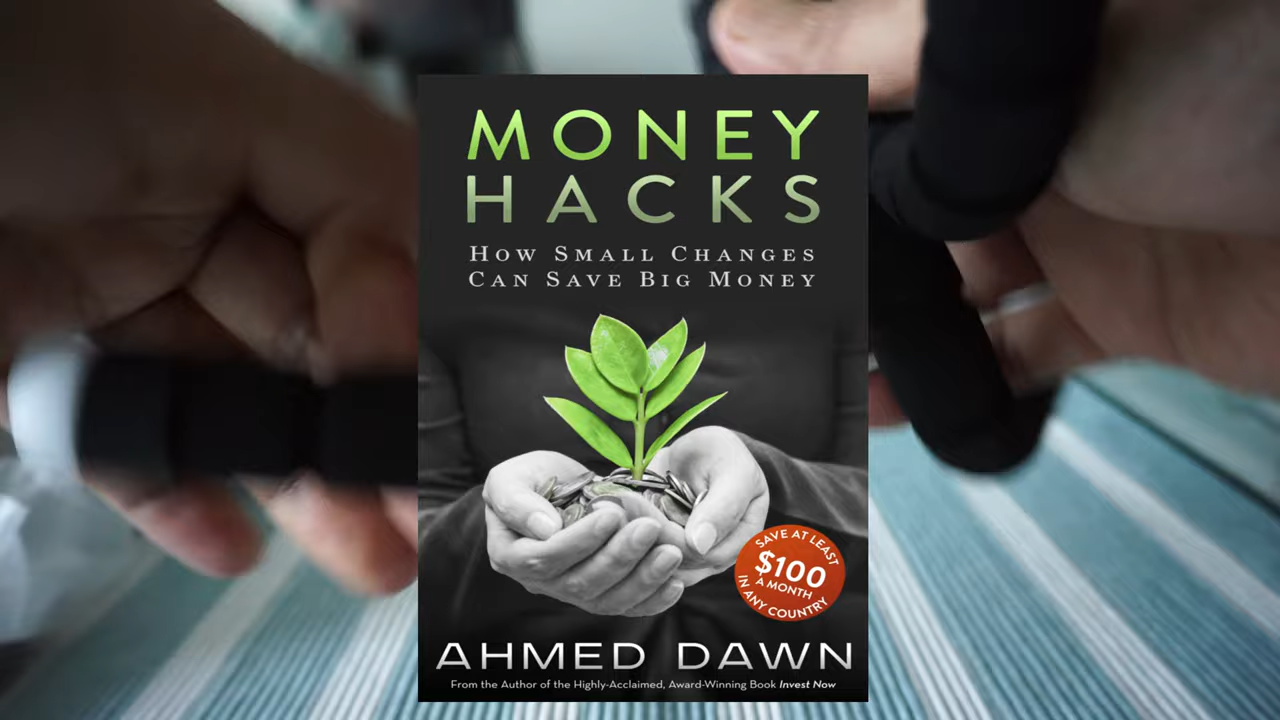 MONEY
HACKS
HOW SMALL CHANGES
CAN SAVE BIG MONEY
SAVE AT LEAST
$100
A MONTH
IN ANY COUNTRY
AHMED DAWN
From the Author of the Highly-Acclaimed, Award-Winning Book Invest Now